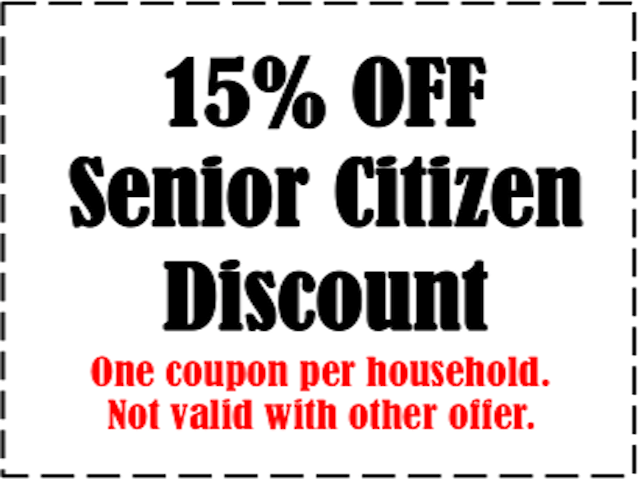 15% OFF
Senior Citizen
Discount
One coupon per household.
Not valid with other offer.